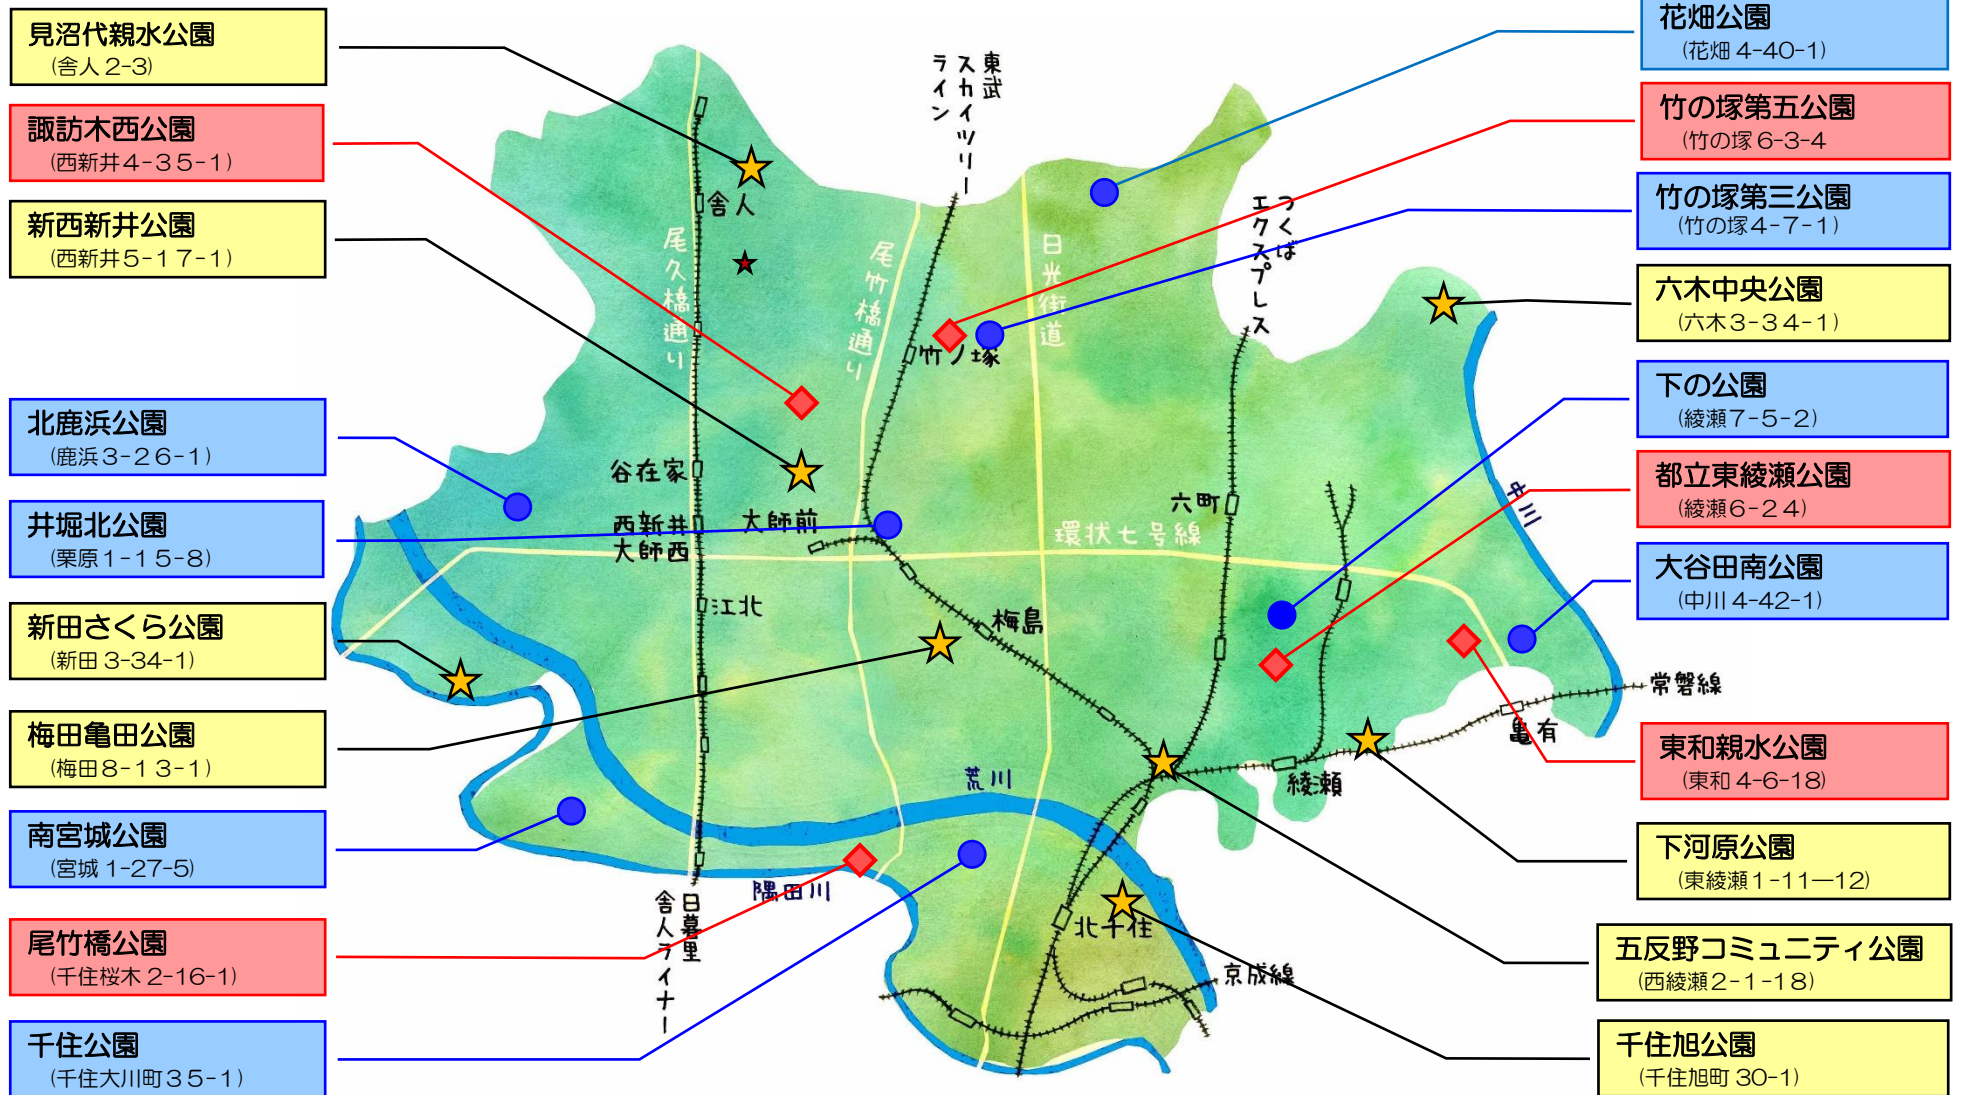 見沼代親水公園
(舎人2-3)
諏訪木西公園
(西新井4-35-1)
新西新井公園
(西新井5-17-1)
北鹿浜公園
(鹿浜3-26-1)
井堀北公園
(栗原1-15-8)
新田さくら公園
(新田3-34-1)
梅田亀田公園
(梅田8-13-1)
南宮城公園
(宮城1-27-5)
尾竹橋公園
(千住桜木2-16-1)
千住公園
(千住大川町35-1)
東武
スカイツリー
ライン
舎人
尾久橋通り
尾竹橋通り
日光街道
つくば
エクスプレス
竹ノ塚
谷在家
西新井
大師西
大師前
環状七号線
六町
江北
梅島
中川
常磐線
亀有
綾瀬
荒川
隅田川
日暮里
舎人ライナー
北千住
京成線
花畑公園
(花畑4-40-1)
竹の塚第五公園
(竹の塚6-3-4
竹の塚第三公園
(竹の塚4-7-1)
六木中央公園
(六木3-34-1)
下の公園
(綾瀬7-5-2)
都立東綾瀬公園
(綾瀬6-24)
大谷田南公園
(中川4-42-1)
東和親水公園
(東和4-6-18)
下河原公園
(東綾瀬1-11—12)
五反野コミュニティ公園
(西綾瀬2-1-18)
千住旭公園
(千住旭町30-1)